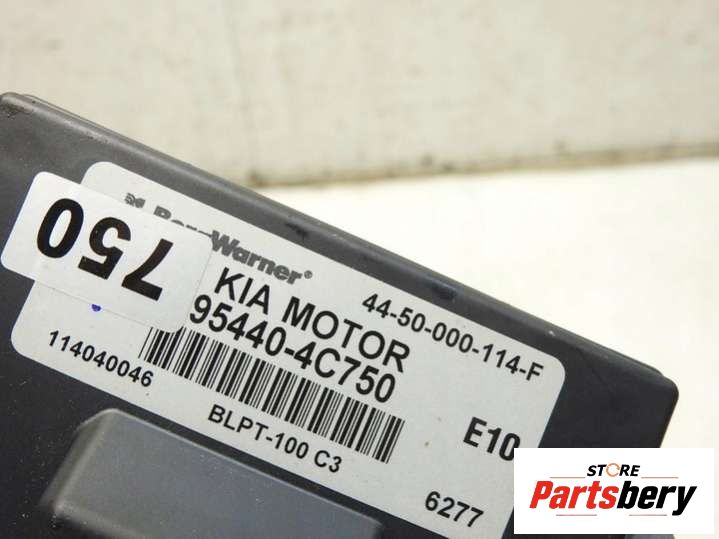 750
BorgWarner®
KIA MOTOR
44-50-000-114-F
95440-4C750
114040046
BLPT-100 C3
E10
6277
STORE
Partsbery